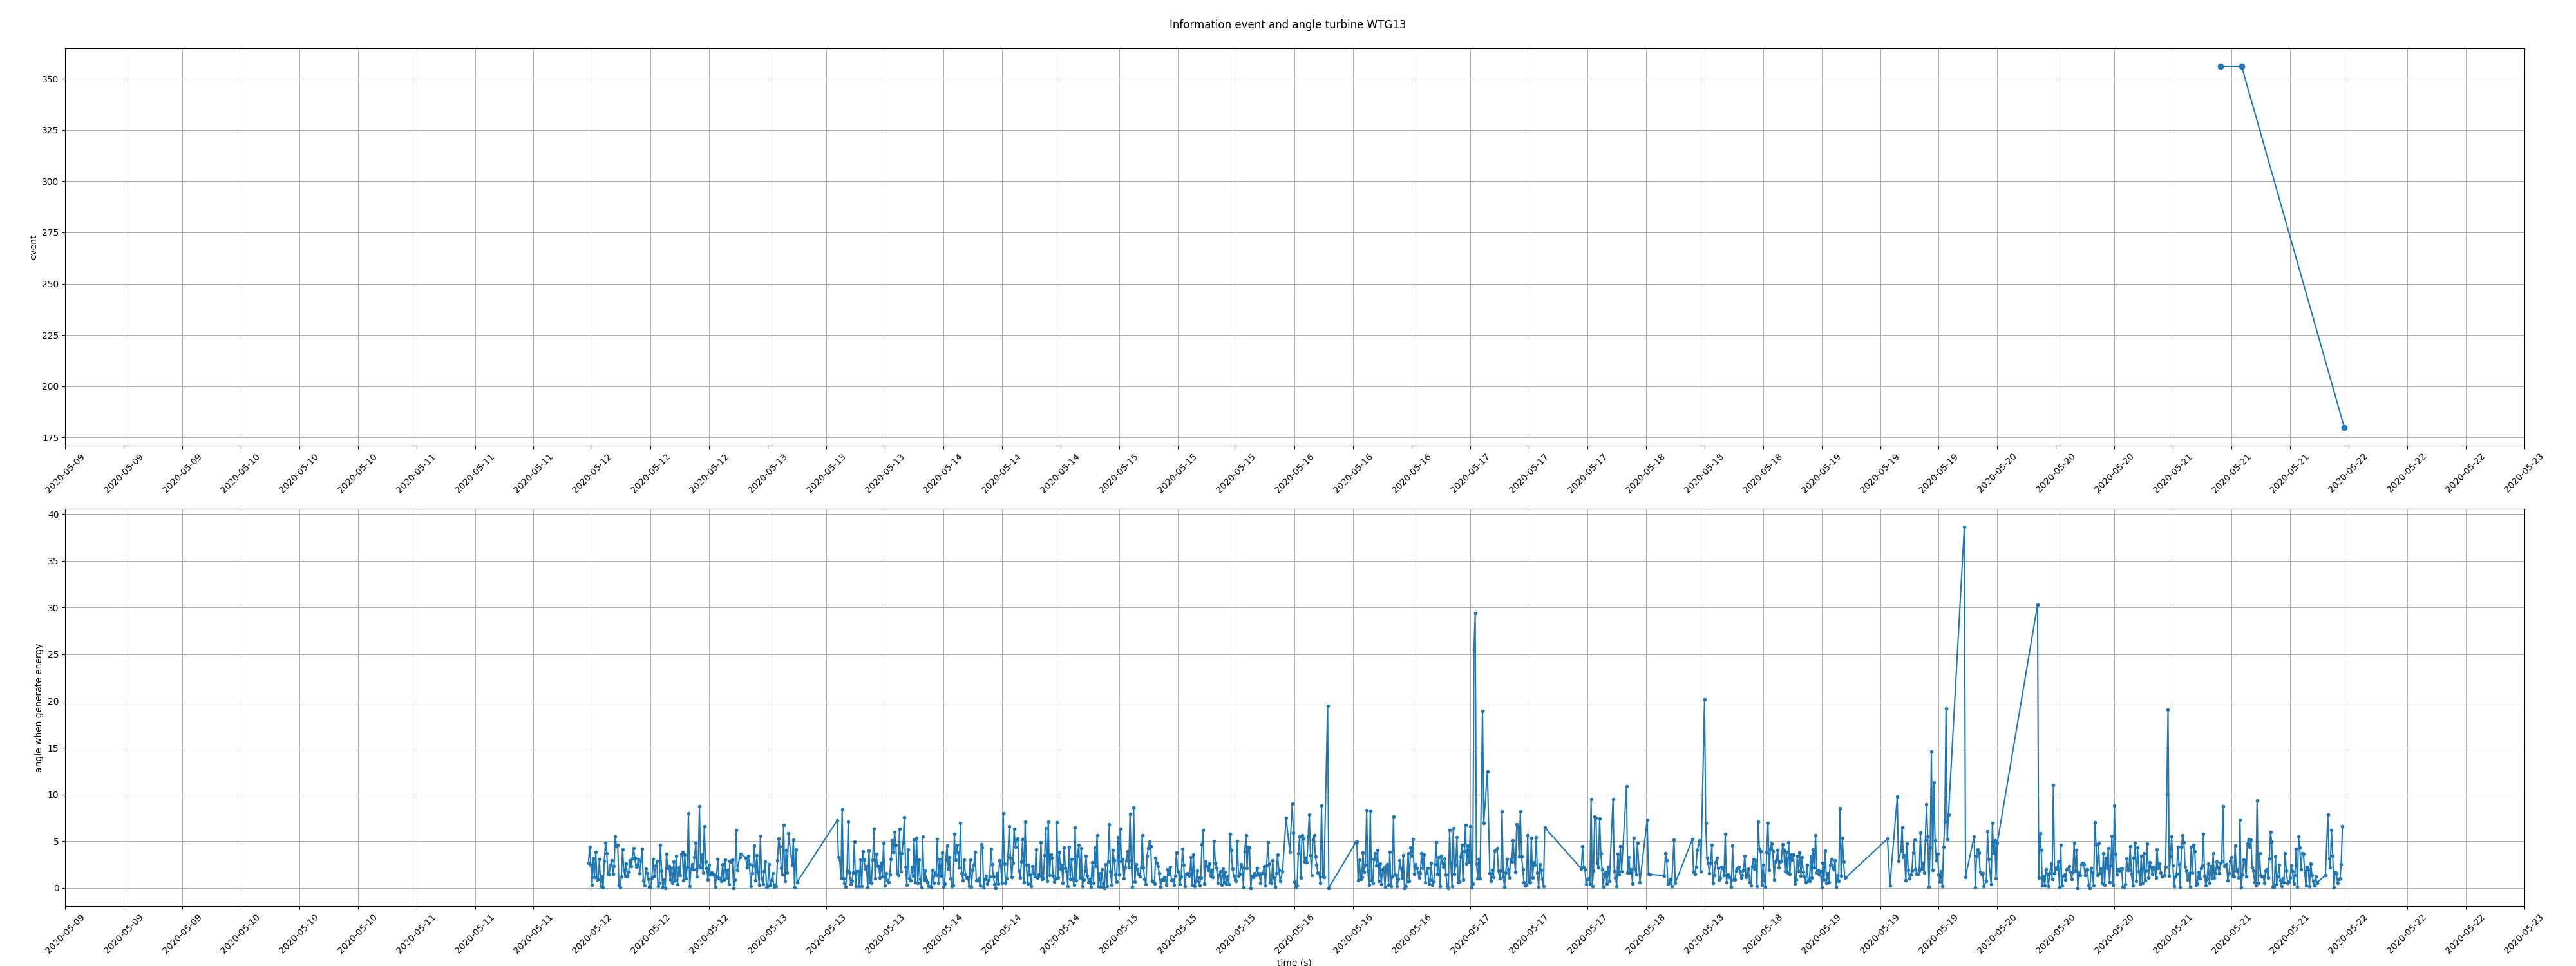 Information event and angle turbine WTG13
350
325
300
275
250
225
200
175
event
2020-05-09 2020-05-09 2020-05-09 2020-05-10 2020-05-10 2020-05-10 2020-05-11 2020-05-11 2020-05-11 2020-05-12 2020-05-12 2020-05-12 2020-05-13 2020-05-13 2020-05-13 2020-05-14 2020-05-14 2020-05-14 2020-05-15 2020-05-15 2020-05-15 2020-05-16 2020-05-16 2020-05-16 2020-05-17 2020-05-17 2020-05-17 2020-05-18 2020-05-18 2020-05-18 2020-05-19 2020-05-19 2020-05-19 2020-05-20 2020-05-20 2020-05-20 2020-05-21 2020-05-21 2020-05-21 2020-05-22 2020-05-22 2020-05-22 2020-05-23
40
35
30
25
20
15
10
5
0
angle when generate energy
2020-05-09 2020-05-09 2020-05-09 2020-05-10 2020-05-10 2020-05-10 2020-05-11 2020-05-11 2020-05-11 2020-05-12 2020-05-12 2020-05-12 2020-05-13 2020-05-13 2020-05-13 2020-05-14 2020-05-14 2020-05-14 2020-05-15 2020-05-15 2020-05-15 2020-05-16 2020-05-16 2020-05-16 2020-05-17 2020-05-17 2020-05-17 2020-05-18 2020-05-18 2020-05-18 2020-05-19 2020-05-19 2020-05-19 2020-05-20 2020-05-20 2020-05-20 2020-05-21 2020-05-21 2020-05-21 2020-05-22 2020-05-22 2020-05-22 2020-05-23
time (s)